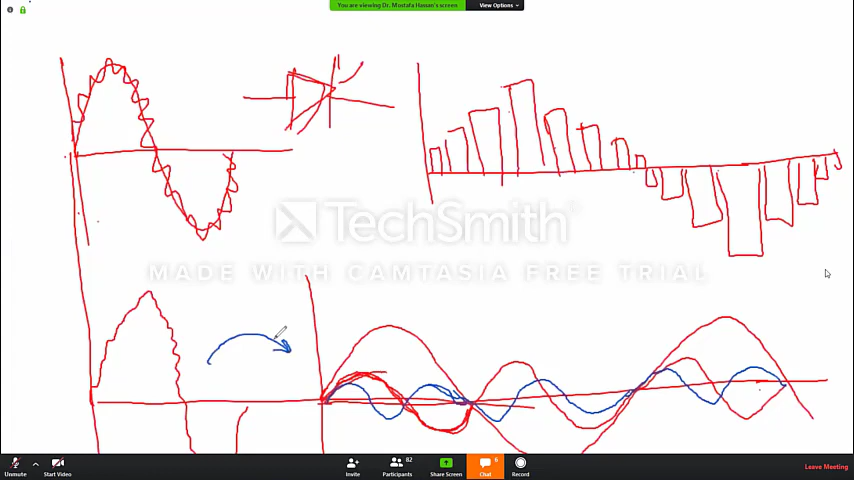 You are viewing Dr. Mostafa Hassan's screen
View Options
TechSmith®
MADE WITH CAMTASIA FREE TRIAL
Unmute
Start Video
Invite
82
Participants
Share Screen
6
Chat
Record
Leave Meeting